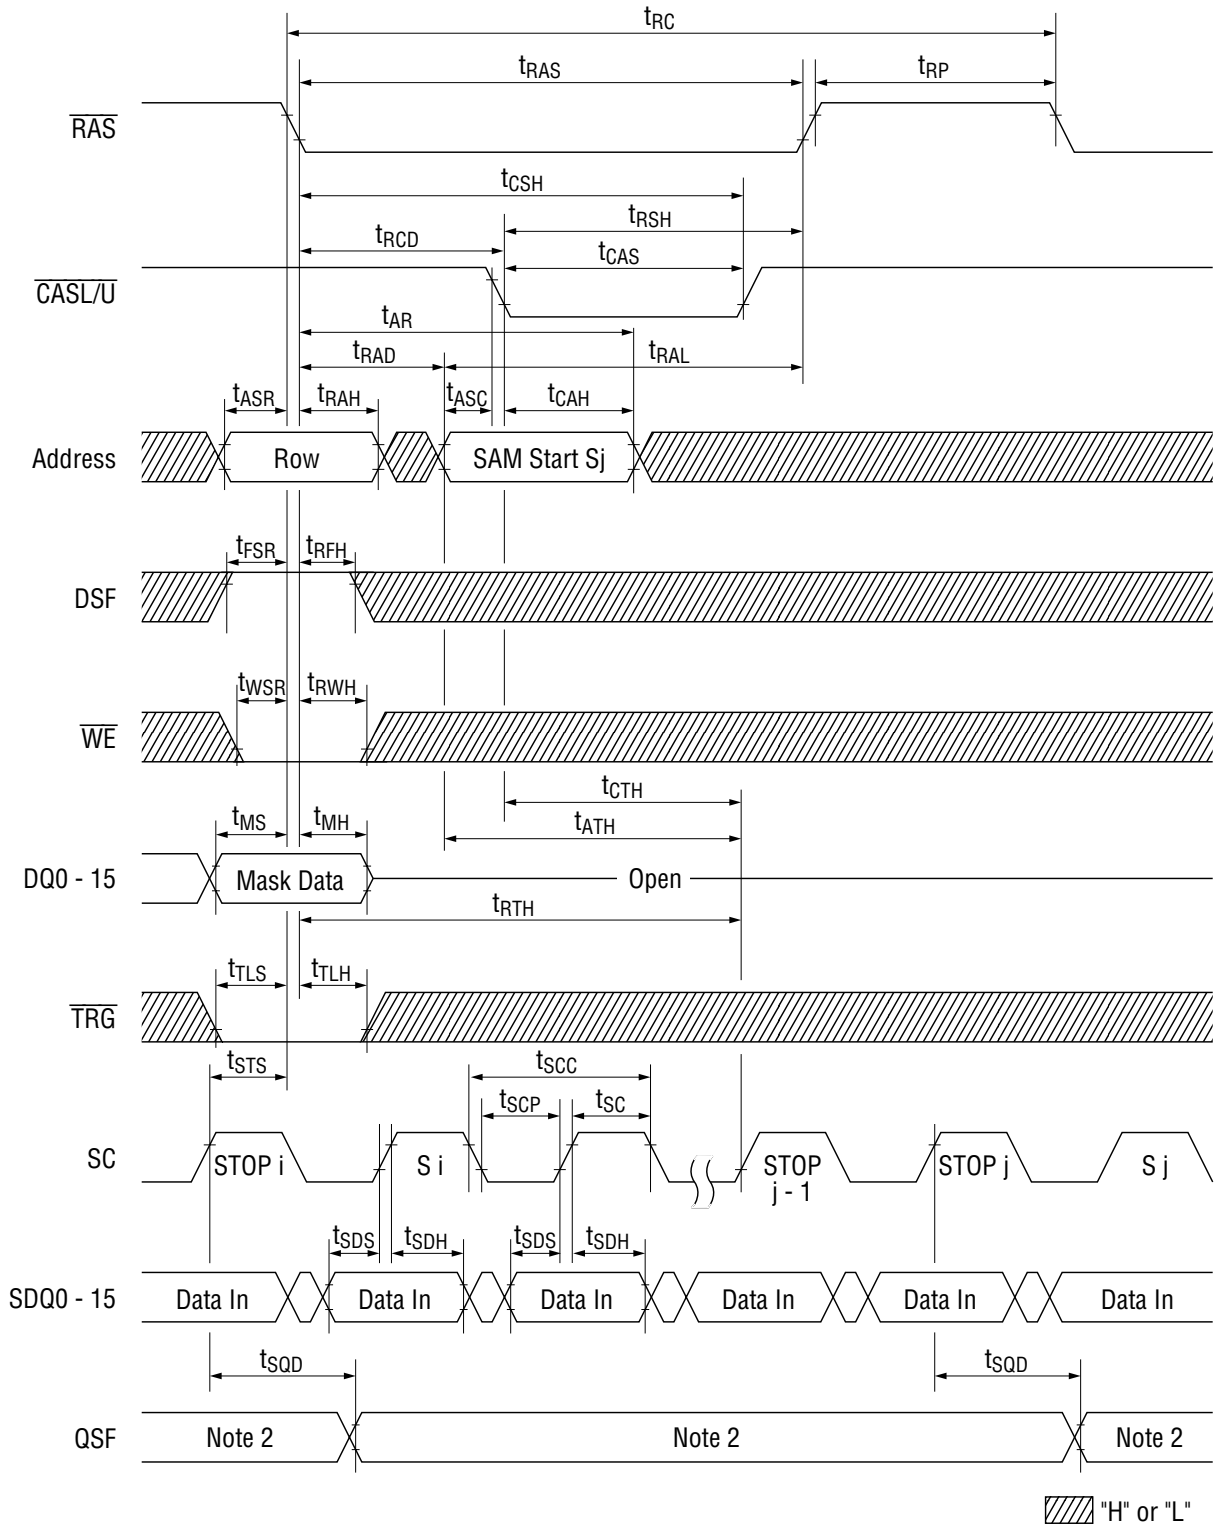 tRC
tRAS
tRP
RAS
tCSH
tRSH
tRCD
tCAS
CASL/U
tAR
tRAD
tRAL
tASR
tRAH
tASC
tCAH
Address
Row
SAM Start Sj
tFSR
tRFH
DSF
tWSR
tRWH
WE
tCTH
tMS
tMH
tATH
DQ0 - 15
Mask Data
Open
tRTH
tTLS
tTLH
TRG
tSTS
tSCC
tSCP
tSC
SC
STOP i
S i
STOP
j - 1
STOP j
S j
tSDS
tSDH
tSDS
tSDH
SDQ0 - 15
Data In
Data In
Data In
Data In
Data In
Data In
tSQD
tSQD
QSF
Note 2
Note 2
Note 2
"H" or "L"